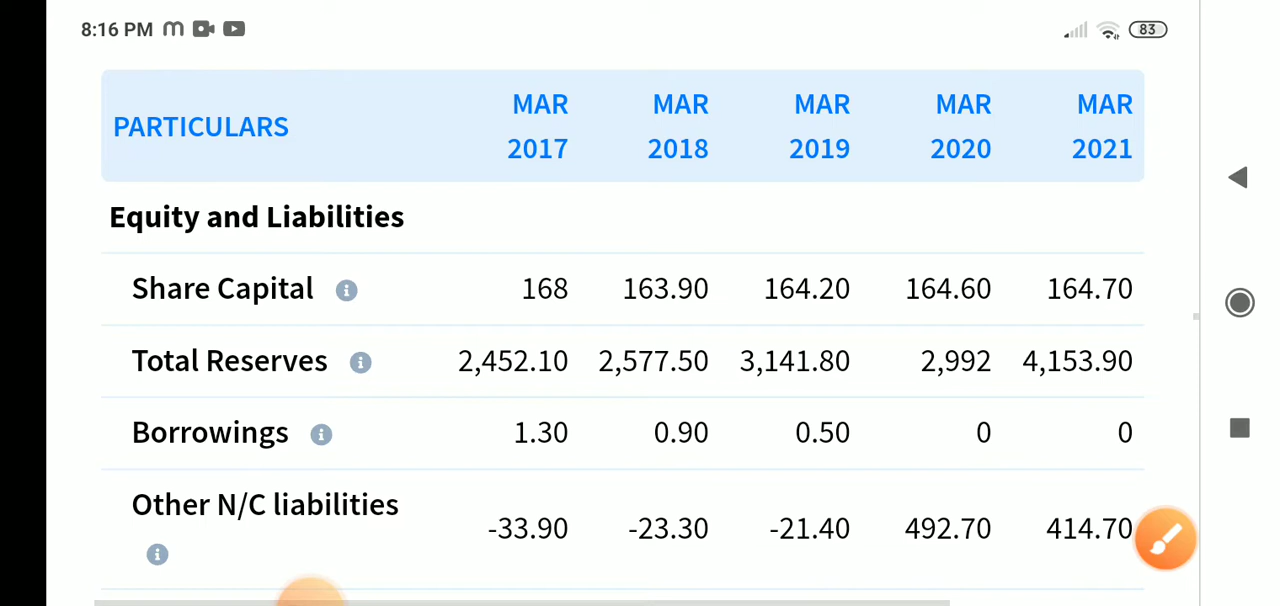 8:16 PM
83
PARTICULARS MAR 2017 MAR 2018 MAR 2019 MAR 2020 MAR 2021
Equity and Liabilities
Share Capital 168 163.90 164.20 164.60 164.70
Total Reserves 2,452.10 2,577.50 3,141.80 2,992 4,153.90
Borrowings 1.30 0.90 0.50 0 0
Other N/C liabilities -33.90 -23.30 -21.40 492.70 414.70